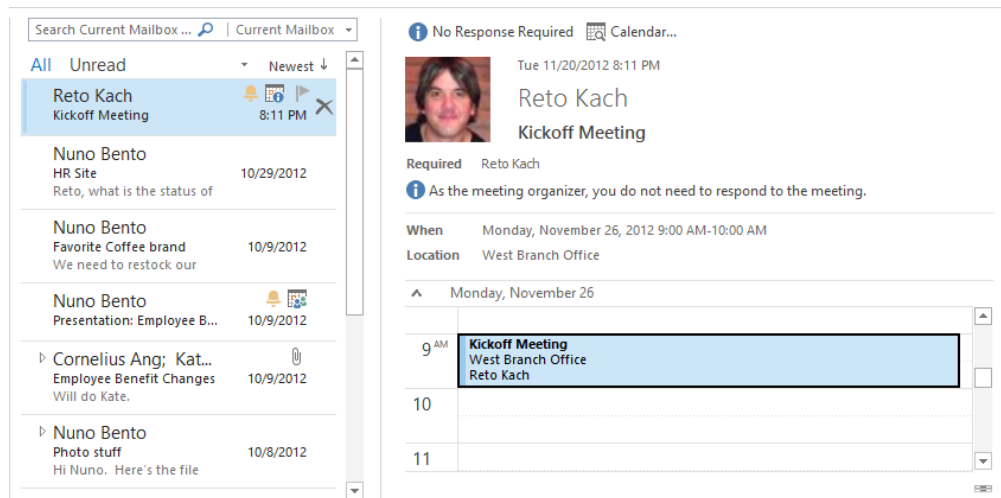 Search Current Mailbox ... Current Mailbox
All Unread Newest ↓
Reto Kach
Kickoff Meeting 8:11 PM
Nuno Bento
HR Site 10/29/2012
Reto, what is the status of
Nuno Bento
Favorite Coffee brand 10/9/2012
We need to restock our
Nuno Bento
Presentation: Employee B... 10/9/2012
Cornelius Ang; Kat...
Employee Benefit Changes 10/9/2012
Will do Kate.
Nuno Bento
Photo stuff 10/8/2012
Hi Nuno. Here's the file
No Response Required Calendar...
Tue 11/20/2012 8:11 PM
Reto Kach
Kickoff Meeting
Required Reto Kach
As the meeting organizer, you do not need to respond to the meeting.
When Monday, November 26, 2012 9:00 AM-10:00 AM
Location West Branch Office
Monday, November 26
9 AM Kickoff Meeting
West Branch Office
Reto Kach
10
11